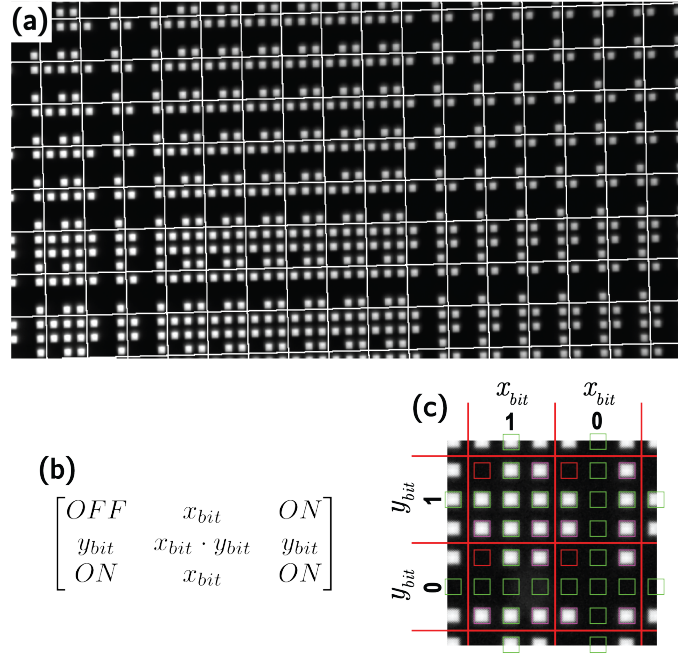 (a)
(b)
OFF x_bit ON
y_bit x_bit · y_bit y_bit
ON x_bit ON
(c)
x_bit x_bit
1 0
y_bit 1
y_bit 0